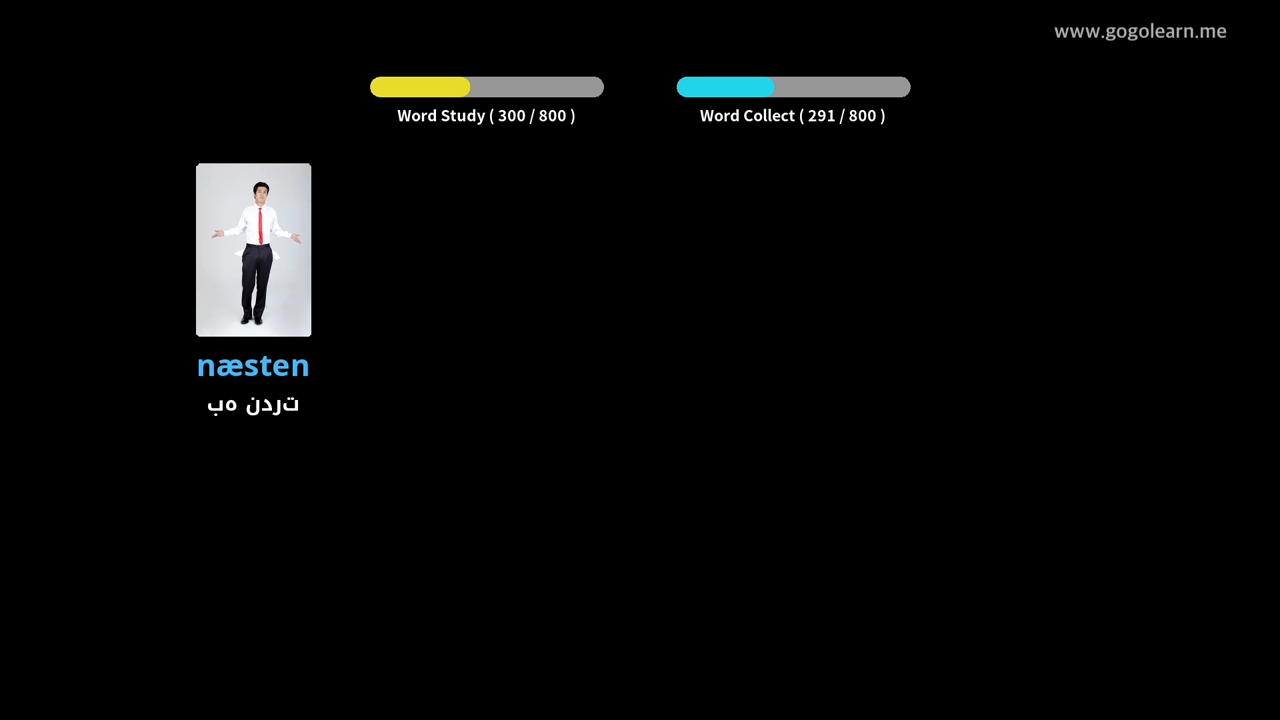 www.gogolearn.me
Word Study ( 300 / 800 )
Word Collect ( 291 / 800 )
næsten
به ندرت